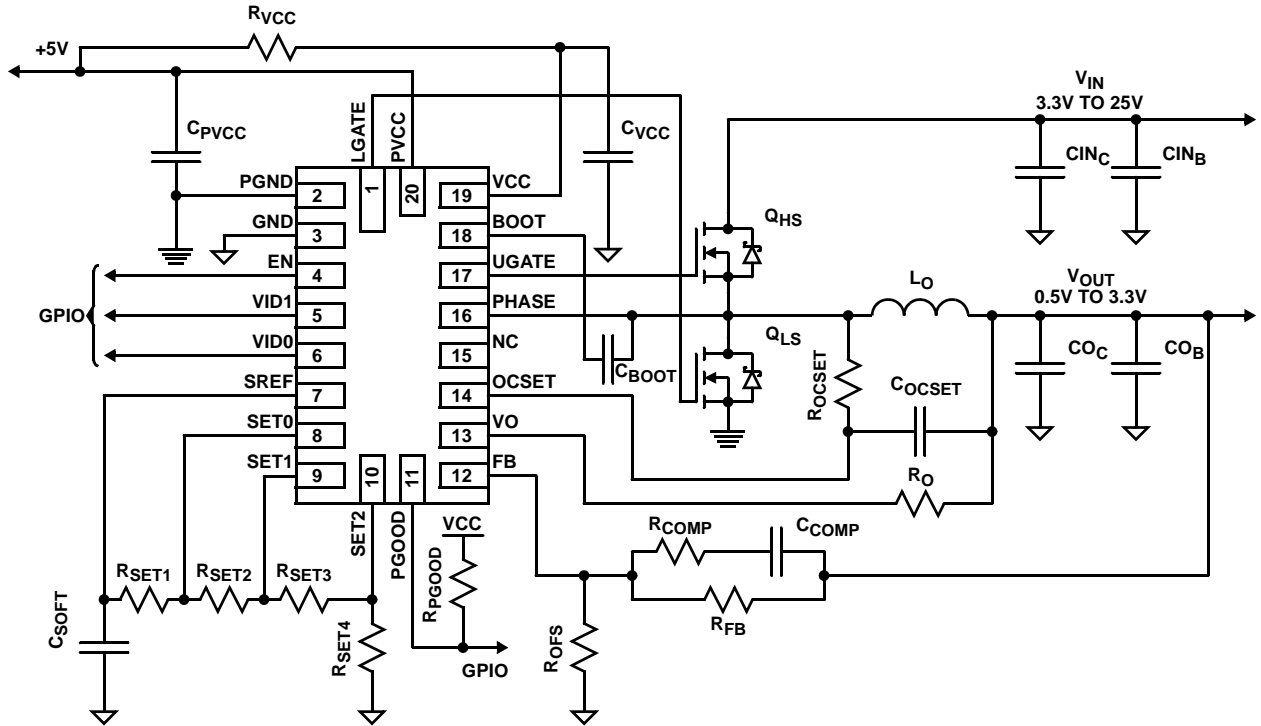 RVCC
+5V
VIN
3.3V TO 25V
CPVCC
LGATE
PVCC
CVCC
CINC
CINB
PGND
2
1
20
19
VCC
GND
3
18
BOOT
QHS
EN
4
17
UGATE
LO
VOUT
0.5V TO 3.3V
GPIO
VID1
5
16
PHASE
VID0
6
15
NC
QLS
CBOOT
COC
COB
SREF
7
14
OCSET
ROCSET
COCSET
SET0
8
13
VO
SET1
9
10
11
12
FB
RO
SET2
PGOOD
VCC
RCOMP
CCOMP
RSET1
RSET2
RSET3
RPGOOD
RFB
CSOFT
RSET4
GPIO
ROFS